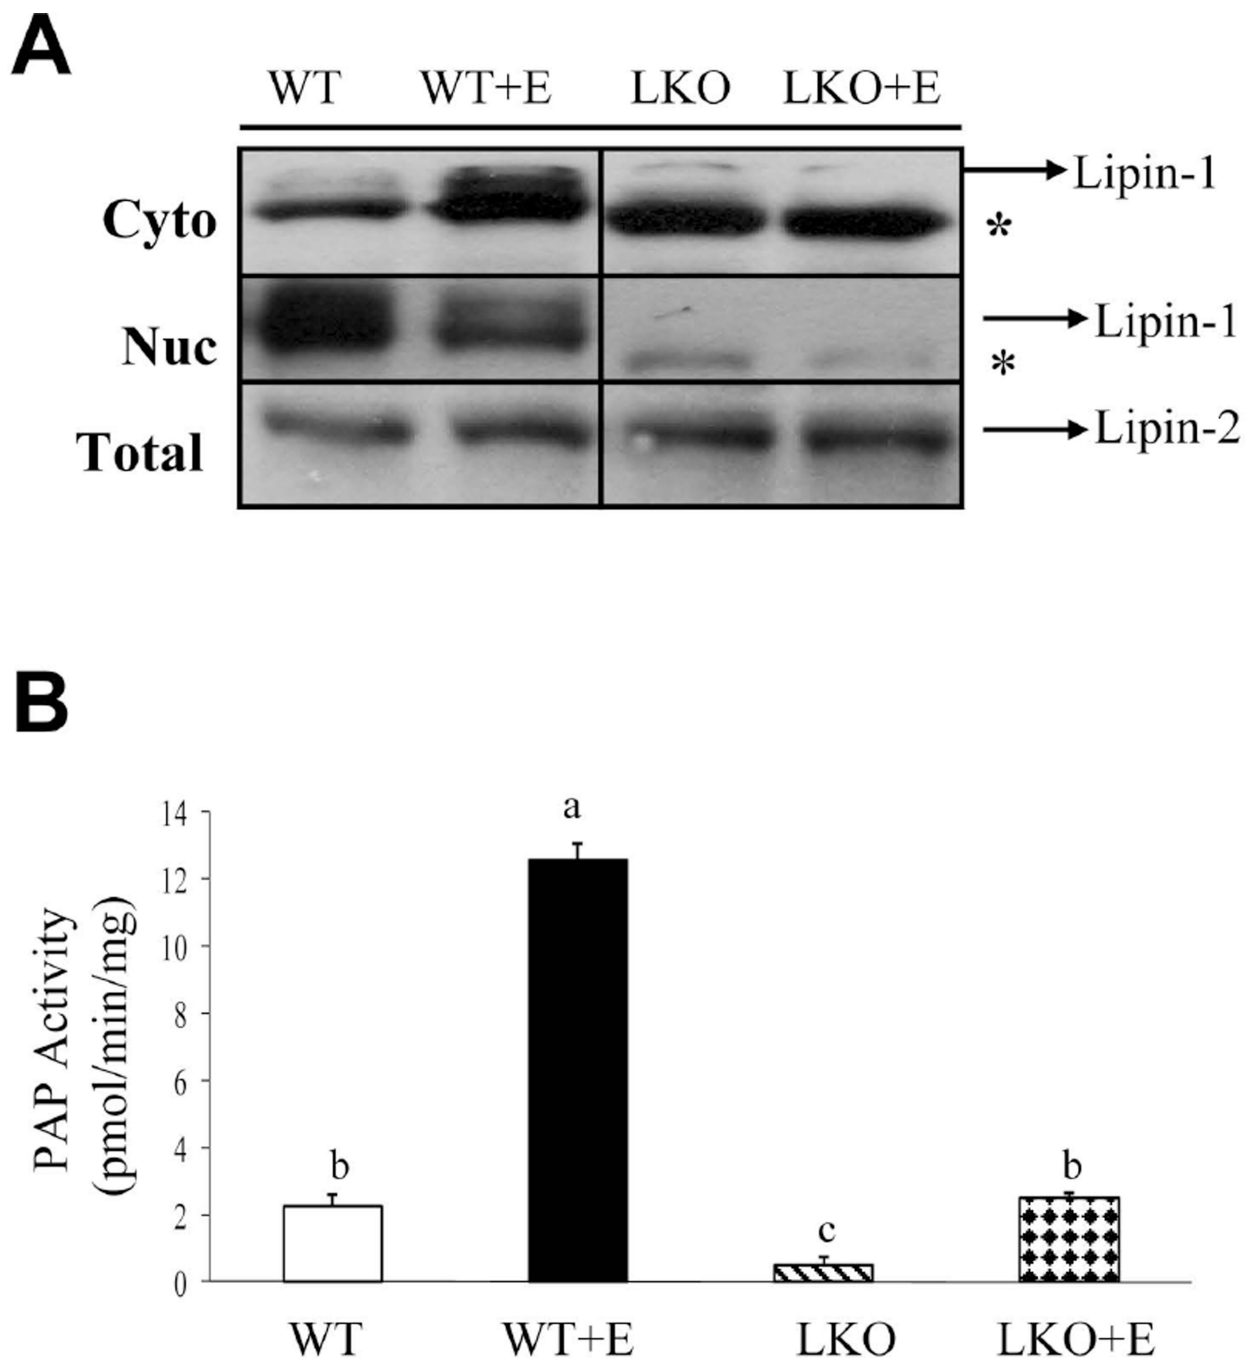 A
WT WT+E LKO LKO+E
Cyto
Lipin-1
*
Nuc
Lipin-1
*
Total
Lipin-2
B
PAP Activity
(pmol/min/mg)
14
12
10
8
6
4
2
0
b
a
c
b
WT WT+E LKO LKO+E